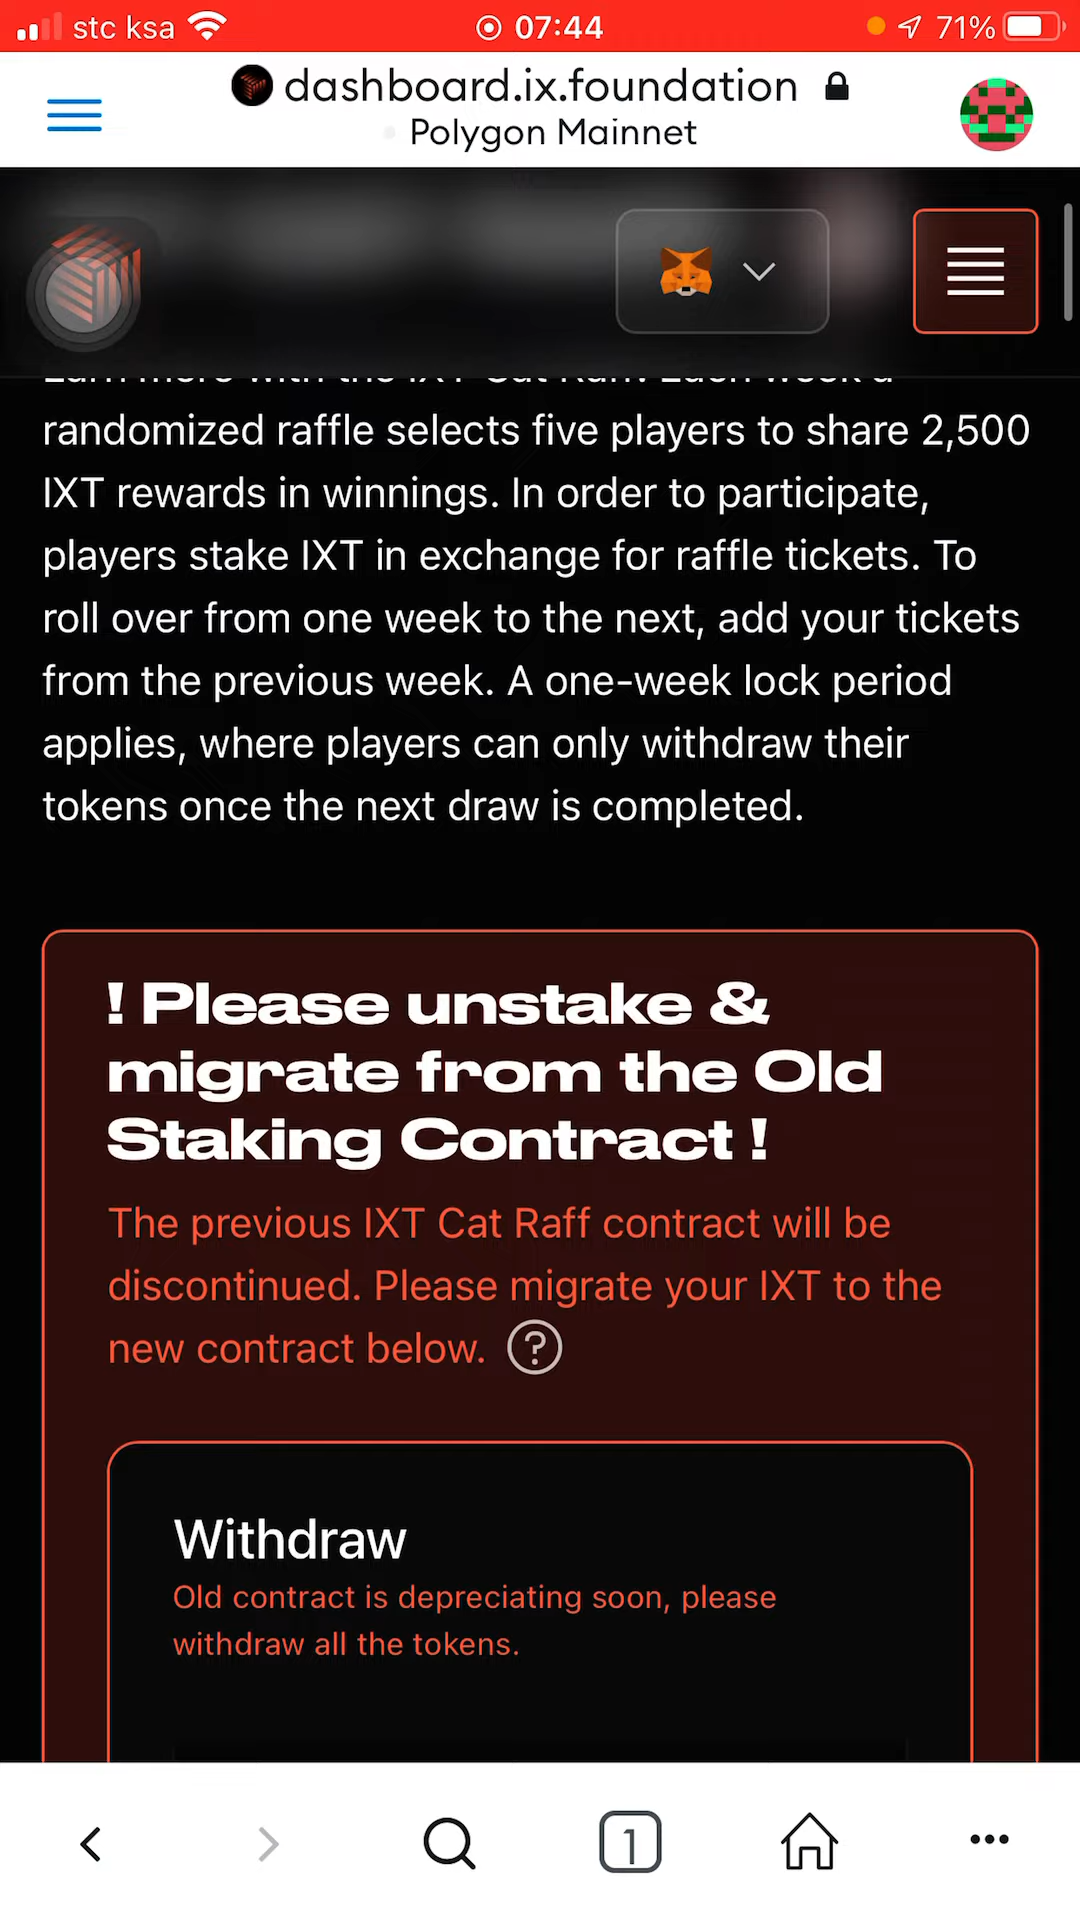 stc ksa
07:44
71%
dashboard.ix.foundation
Polygon Mainnet
randomized raffle selects five players to share 2,500
IXT rewards in winnings. In order to participate,
players stake IXT in exchange for raffle tickets. To
roll over from one week to the next, add your tickets
from the previous week. A one-week lock period
applies, where players can only withdraw their
tokens once the next draw is completed.
! Please unstake &
migrate from the Old
Staking Contract !
The previous IXT Cat Raff contract will be
discontinued. Please migrate your IXT to the
new contract below. ?
Withdraw
Old contract is depreciating soon, please
withdraw all the tokens.
1